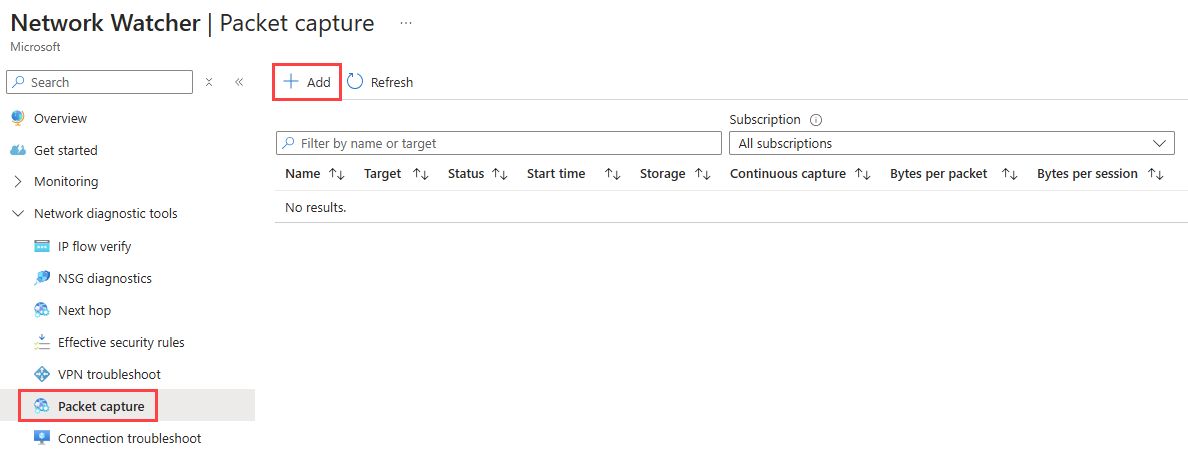 Network Watcher | Packet capture ...
Microsoft
Search
Add
Refresh
Overview
Get started
Monitoring
Network diagnostic tools
IP flow verify
NSG diagnostics
Next hop
Effective security rules
VPN troubleshoot
Packet capture
Connection troubleshoot
Subscription
Filter by name or target
All subscriptions
Name Target Status Start time Storage Continuous capture Bytes per packet Bytes per session
No results.